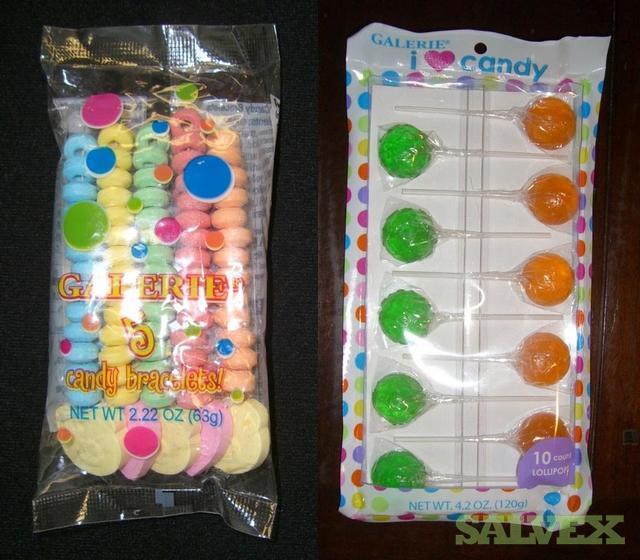 GALERIE
5
candy bracelets!
NET WT 2.22 OZ (63g)
GALERIE®
i ♥ candy
10 count
LOLLIPOPS
NET WT. 4.2 OZ. (120g)
SALVEX